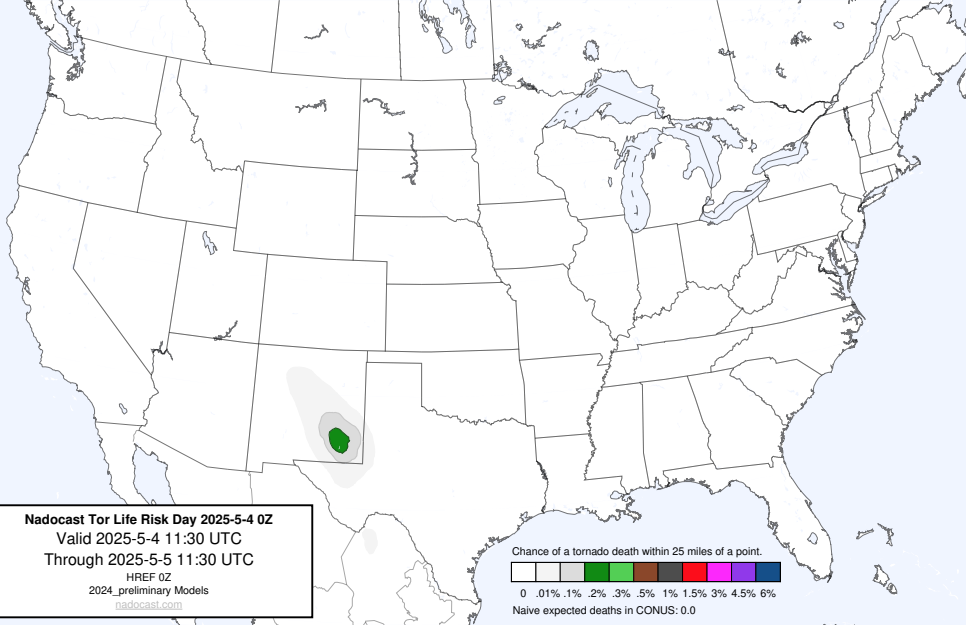 Nadocast Tor Life Risk Day 2025-5-4 0Z
Valid 2025-5-4 11:30 UTC
Through 2025-5-5 11:30 UTC
HREF 0Z
2024_preliminary Models
nadocast.com
Chance of a tornado death within 25 miles of a point.
0 .01% .1% .2% .3% .5% 1% 1.5% 3% 4.5% 6%
Naive expected deaths in CONUS: 0.0